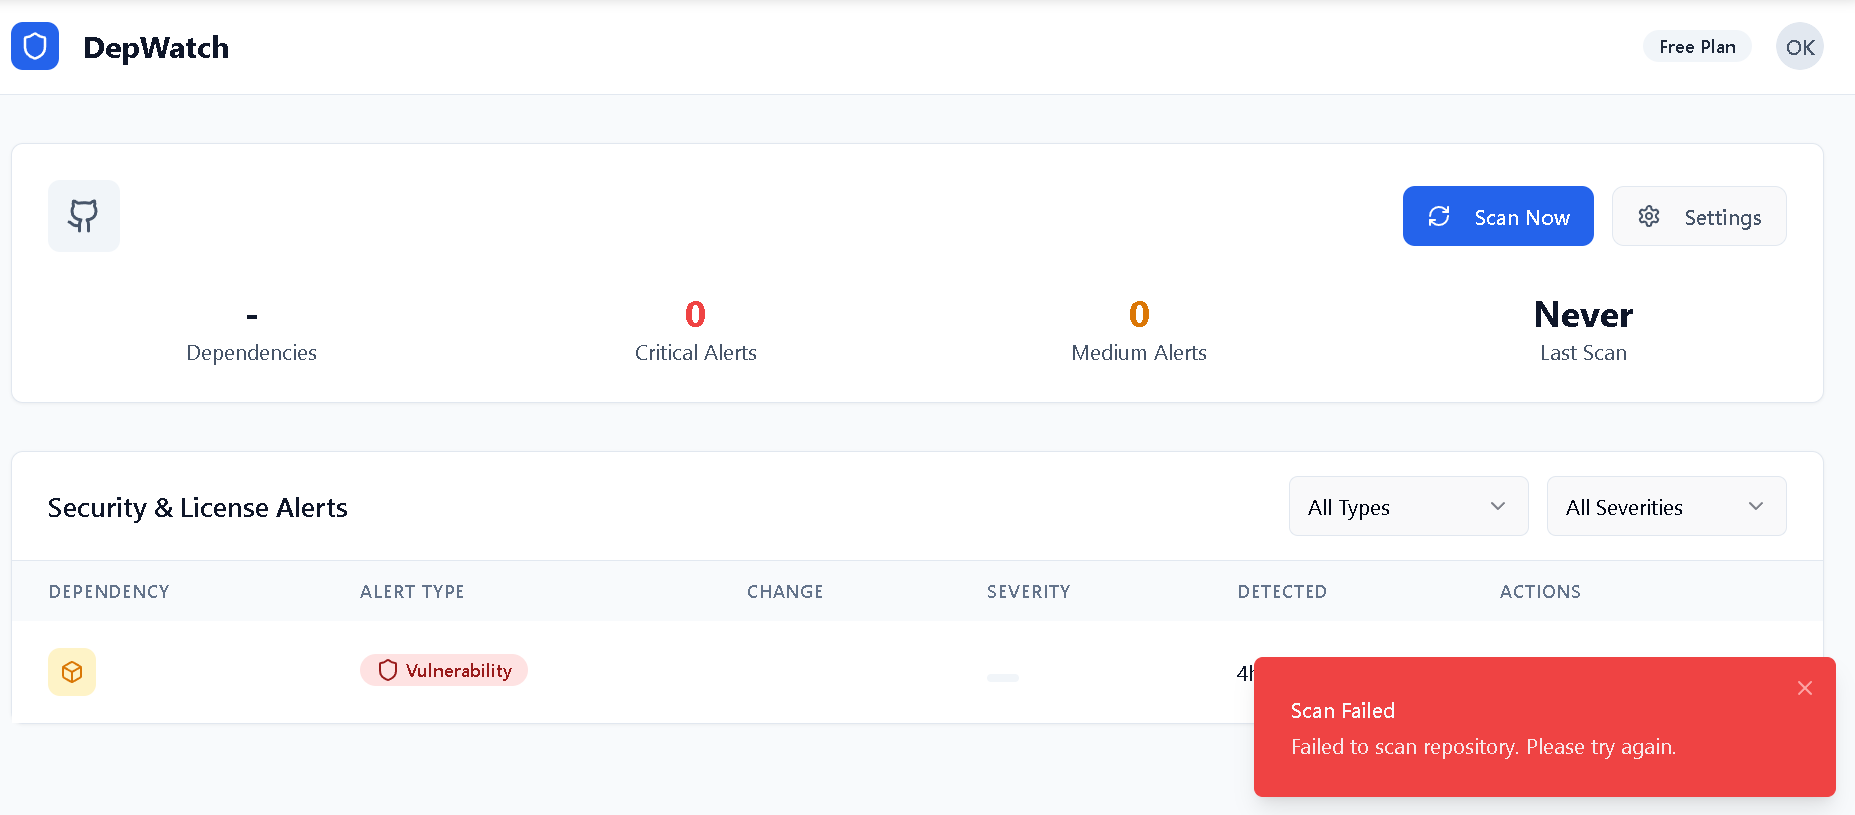 DepWatch
Free Plan
OK
Scan Now
Settings
-
Dependencies
0
Critical Alerts
0
Medium Alerts
Never
Last Scan
Security & License Alerts
All Types
All Severities
DEPENDENCY ALERT TYPE CHANGE SEVERITY DETECTED ACTIONS
Vulnerability
Scan Failed
Failed to scan repository. Please try again.